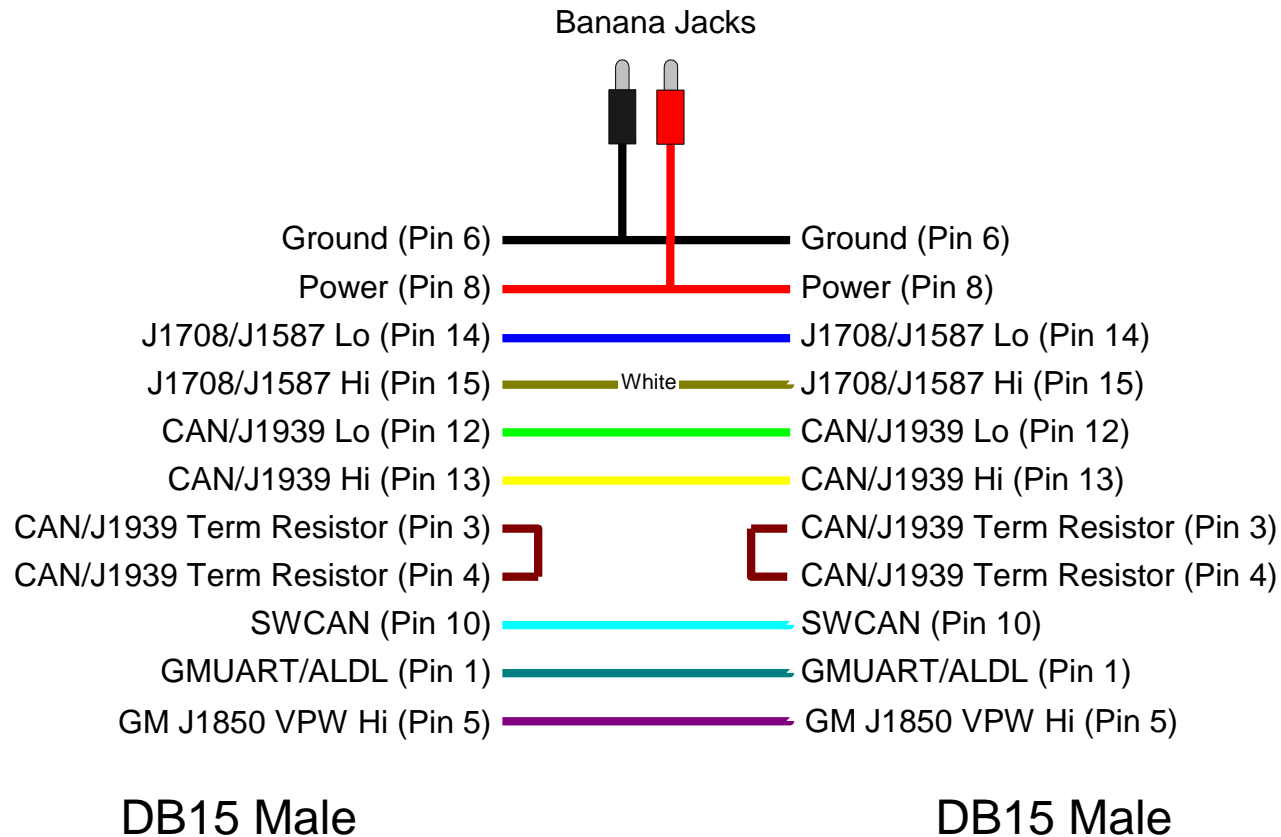 Banana Jacks
Ground (Pin 6) Ground (Pin 6)
Power (Pin 8) Power (Pin 8)
J1708/J1587 Lo (Pin 14) J1708/J1587 Lo (Pin 14)
J1708/J1587 Hi (Pin 15) White J1708/J1587 Hi (Pin 15)
CAN/J1939 Lo (Pin 12) CAN/J1939 Lo (Pin 12)
CAN/J1939 Hi (Pin 13) CAN/J1939 Hi (Pin 13)
CAN/J1939 Term Resistor (Pin 3) CAN/J1939 Term Resistor (Pin 3)
CAN/J1939 Term Resistor (Pin 4) CAN/J1939 Term Resistor (Pin 4)
SWCAN (Pin 10) SWCAN (Pin 10)
GMUART/ALDL (Pin 1) GMUART/ALDL (Pin 1)
GM J1850 VPW Hi (Pin 5) GM J1850 VPW Hi (Pin 5)
DB15 Male DB15 Male